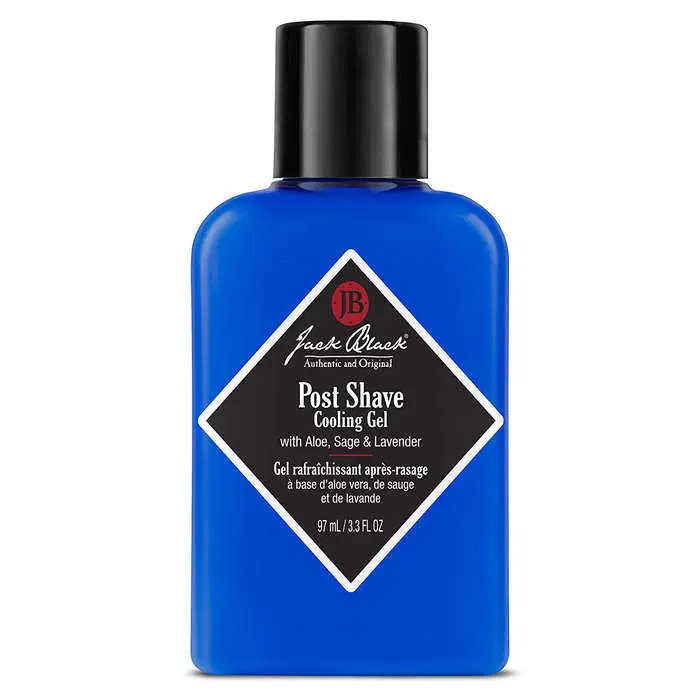 JB
Jack Black®
Authentic and Original
Post Shave
Cooling Gel
with Aloe, Sage & Lavender
Gel rafraîchissant après-rasage
à base d'aloe vera, de sauge
et de lavande
97 mL / 3.3 FL OZ